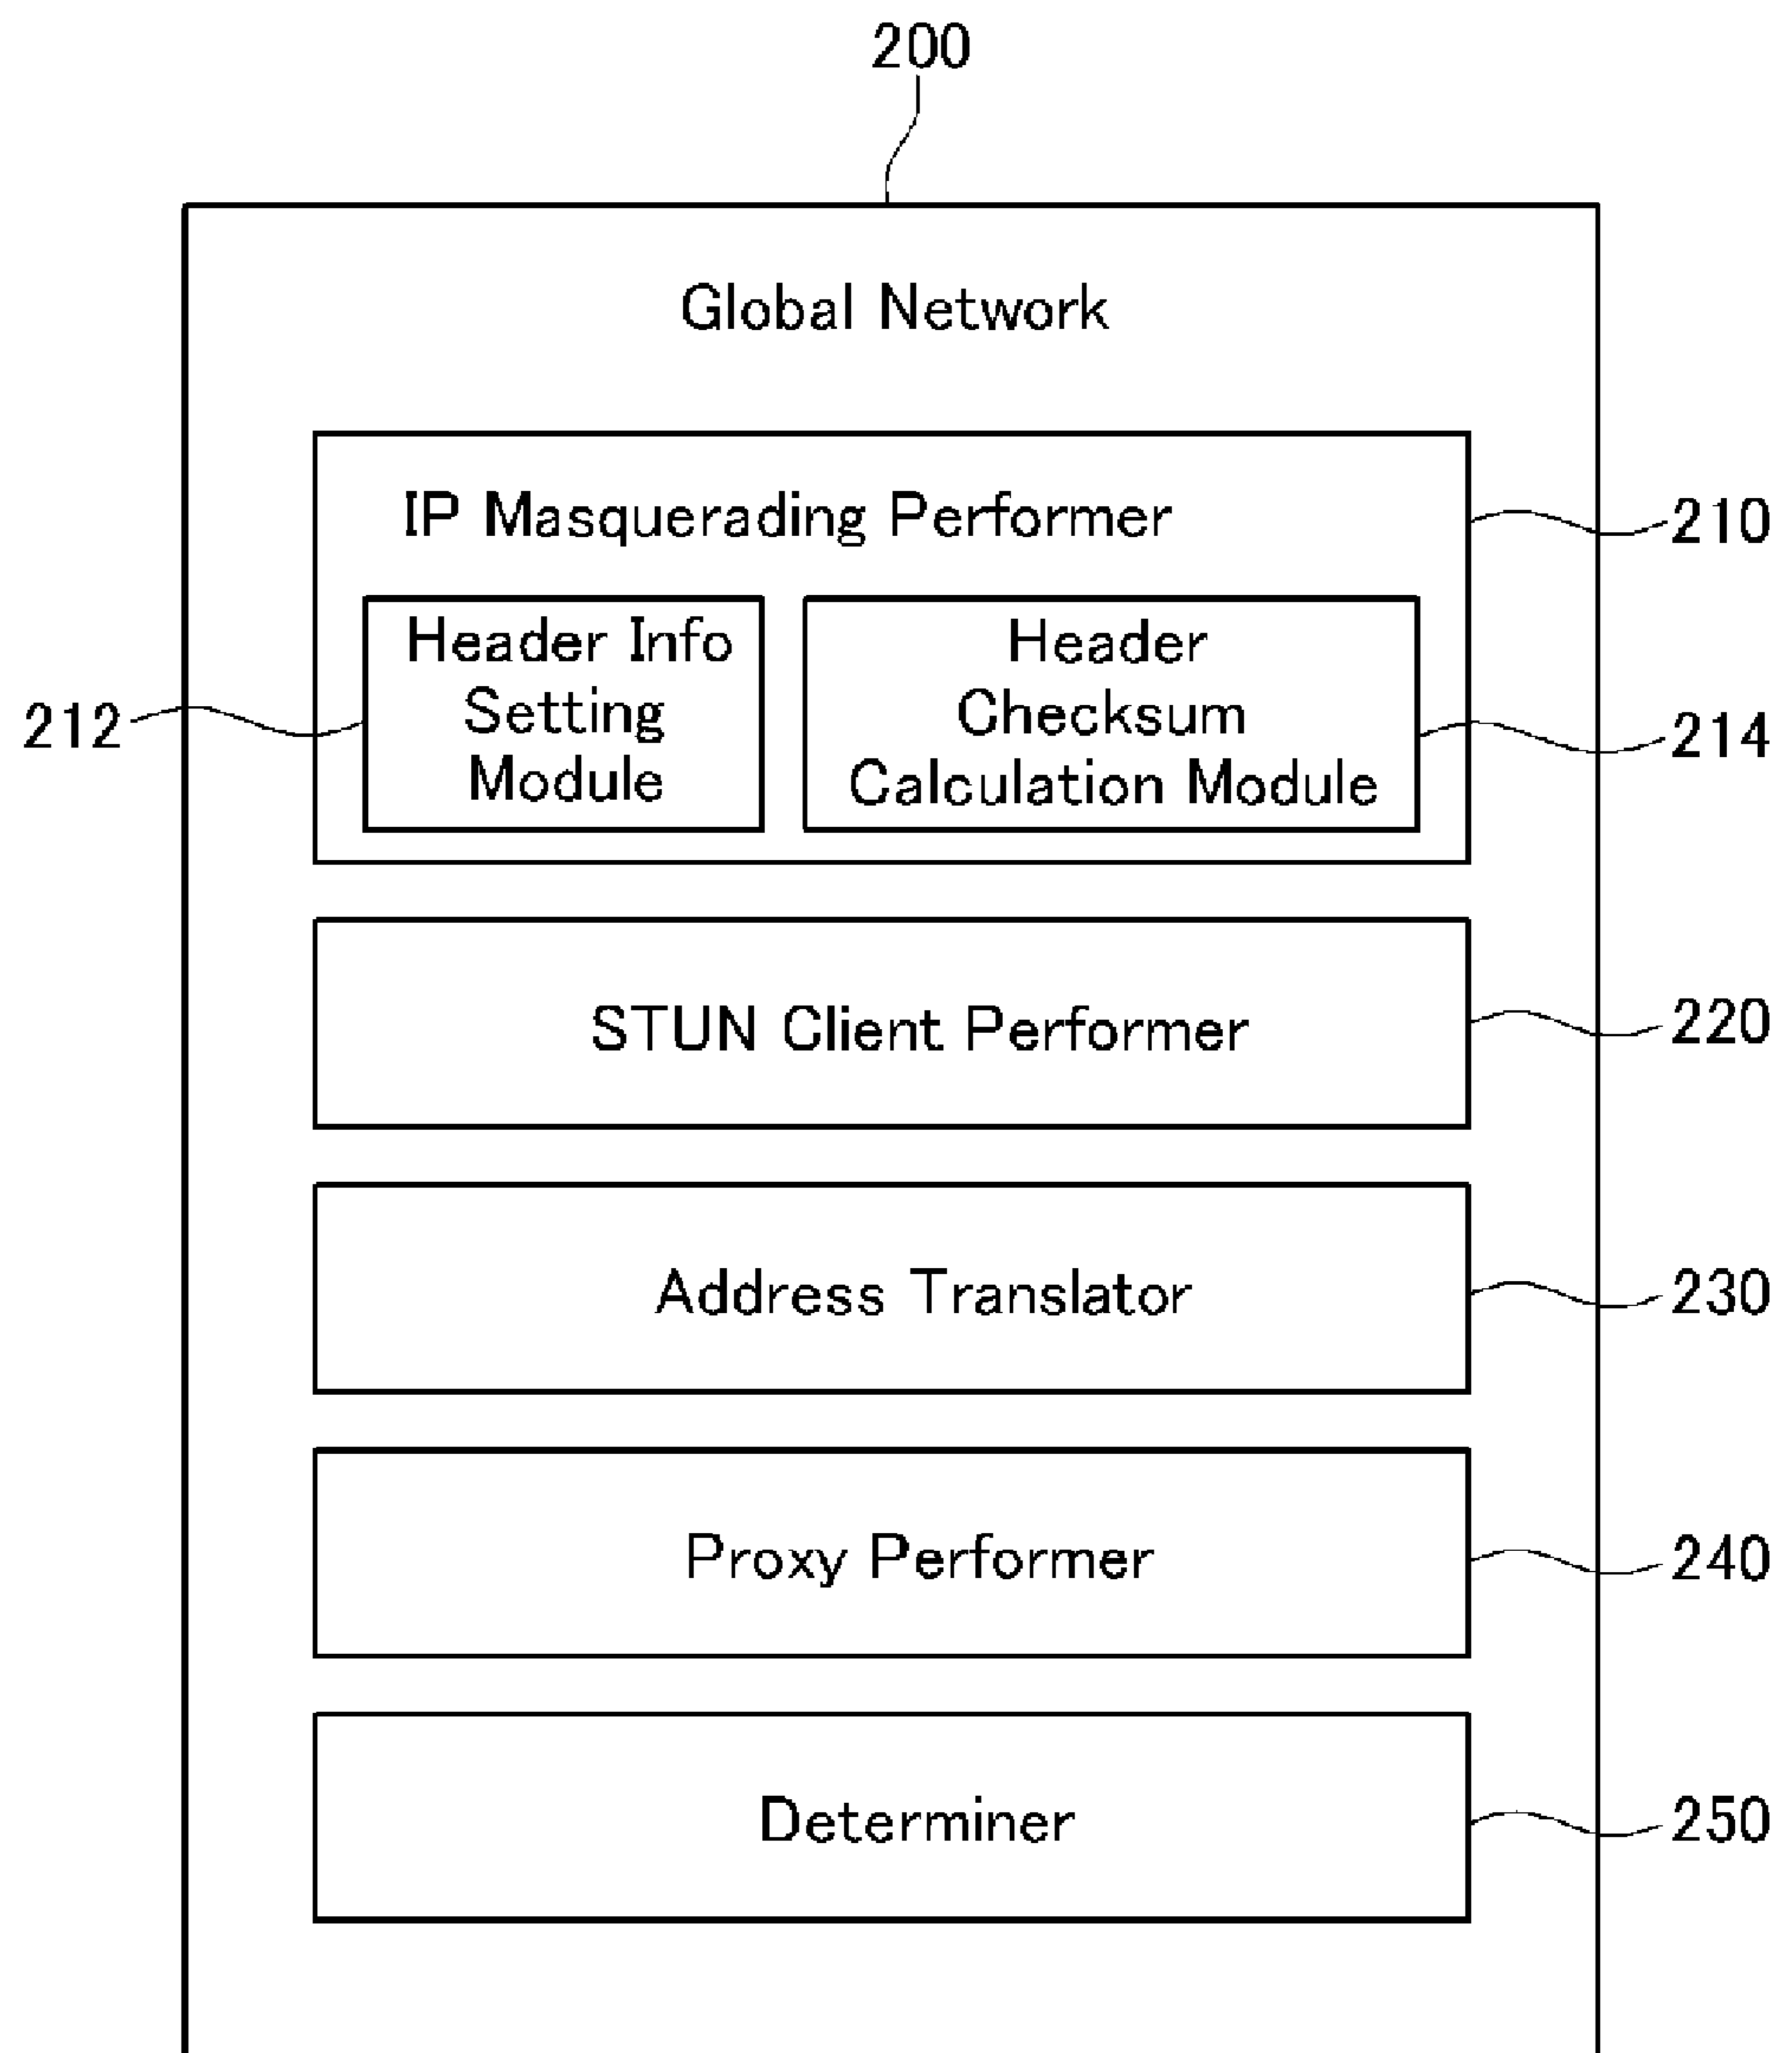 200
Global Network
IP Masquerading Performer
210
Header Info
Setting
Module
212
Header
Checksum
Calculation Module
214
STUN Client Performer
220
Address Translator
230
Proxy Performer
240
Determiner
250